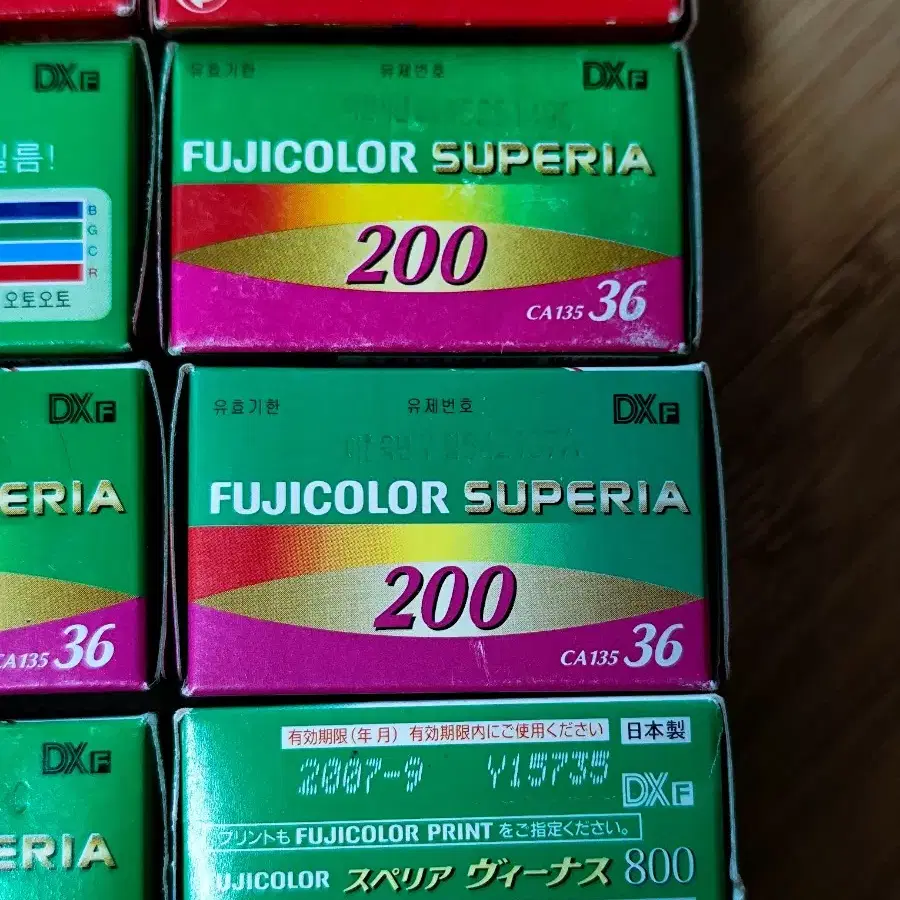 DX F
필름!
B
G
C
R
오토오토
유효기한 유제번호 DX F
FUJICOLOR SUPERIA
200
CA135 36
DX F
ERIA
CA135 36
유효기한 유제번호 DX F
FUJICOLOR SUPERIA
200
CA135 36
DX F
ERIA
有効期限(年 月) 有効期限内にご使用ください 日本製
2007-9 Y15735 DX F
プリントも FUJICOLOR PRINT をご指定ください。
FUJICOLOR スペリア ヴィーナス 800